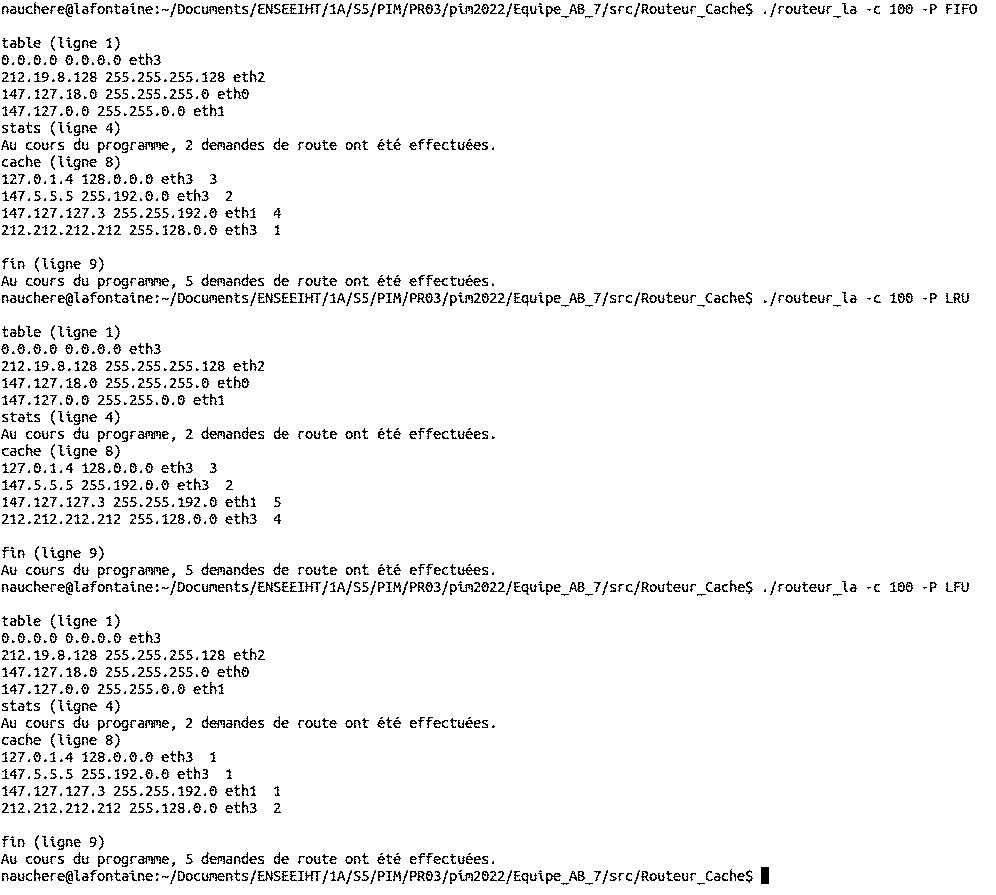 nauchere@lafontaine:~/Documents/ENSEEIHT/1A/S5/PIM/PR03/pim2022/Equipe_AB_7/src/Routeur_Cache$ ./routeur_la -c 100 -P FIFO
table (ligne 1)
0.0.0.0 0.0.0.0 eth3
212.19.8.128 255.255.255.128 eth2
147.127.18.0 255.255.255.0 eth0
147.127.0.0 255.255.0.0 eth1
stats (ligne 4)
Au cours du programme, 2 demandes de route ont été effectuées.
cache (ligne 8)
127.0.1.4 128.0.0.0 eth3  3
147.5.5.5 255.192.0.0 eth3  2
147.127.127.3 255.255.192.0 eth1  4
212.212.212.212 255.128.0.0 eth3  1
fin (ligne 9)
Au cours du programme, 5 demandes de route ont été effectuées.
nauchere@lafontaine:~/Documents/ENSEEIHT/1A/S5/PIM/PR03/pim2022/Equipe_AB_7/src/Routeur_Cache$ ./routeur_la -c 100 -P LRU
table (ligne 1)
0.0.0.0 0.0.0.0 eth3
212.19.8.128 255.255.255.128 eth2
147.127.18.0 255.255.255.0 eth0
147.127.0.0 255.255.0.0 eth1
stats (ligne 4)
Au cours du programme, 2 demandes de route ont été effectuées.
cache (ligne 8)
127.0.1.4 128.0.0.0 eth3  3
147.5.5.5 255.192.0.0 eth3  2
147.127.127.3 255.255.192.0 eth1  5
212.212.212.212 255.128.0.0 eth3  4
fin (ligne 9)
Au cours du programme, 5 demandes de route ont été effectuées.
nauchere@lafontaine:~/Documents/ENSEEIHT/1A/S5/PIM/PR03/pim2022/Equipe_AB_7/src/Routeur_Cache$ ./routeur_la -c 100 -P LFU
table (ligne 1)
0.0.0.0 0.0.0.0 eth3
212.19.8.128 255.255.255.128 eth2
147.127.18.0 255.255.255.0 eth0
147.127.0.0 255.255.0.0 eth1
stats (ligne 4)
Au cours du programme, 2 demandes de route ont été effectuées.
cache (ligne 8)
127.0.1.4 128.0.0.0 eth3  1
147.5.5.5 255.192.0.0 eth3  1
147.127.127.3 255.255.192.0 eth1  1
212.212.212.212 255.128.0.0 eth3  2
fin (ligne 9)
Au cours du programme, 5 demandes de route ont été effectuées.
nauchere@lafontaine:~/Documents/ENSEEIHT/1A/S5/PIM/PR03/pim2022/Equipe_AB_7/src/Routeur_Cache$